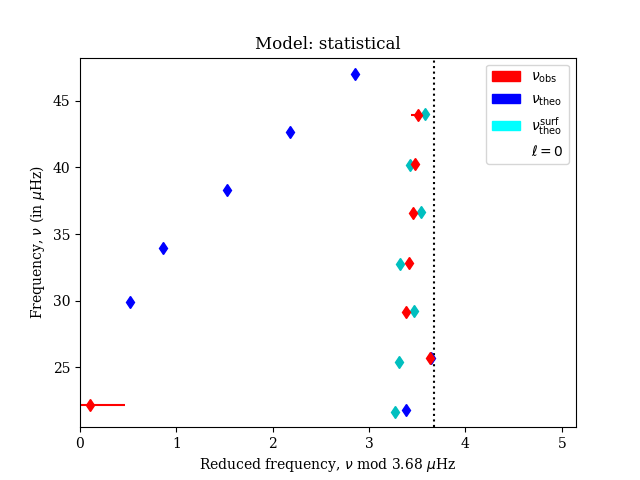 Model: statistical
ν_obs
ν_theo
ν_theo^surf
ℓ = 0
Frequency, ν (in μHz)
45
40
35
30
25
0 1 2 3 4 5
Reduced frequency, ν mod 3.68 μHz